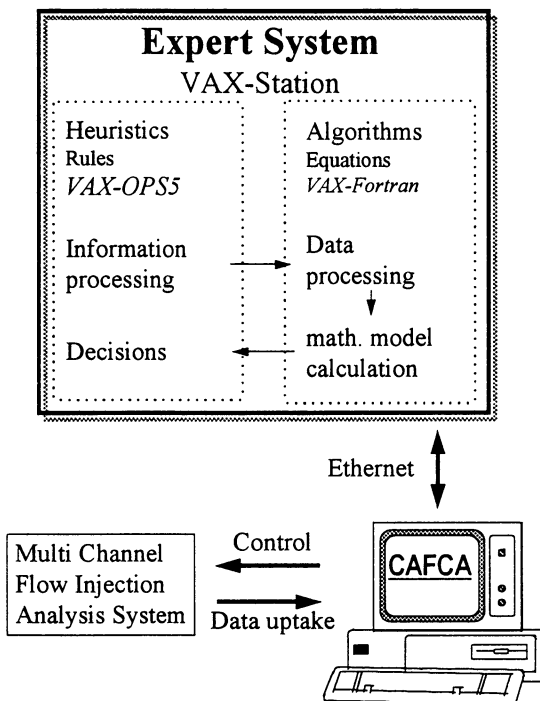 Expert System
VAX-Station
Heuristics
Rules
VAX-OPS5
Information
processing
Decisions
Algorithms
Equations
VAX-Fortran
Data
processing
math. model
calculation
Ethernet
Multi Channel
Flow Injection
Analysis System
Control
Data uptake
CAFCA